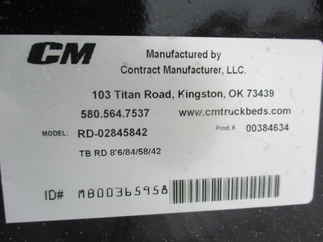 CM
Manufactured by
Contract Manufacturer, LLC.
103 Titan Road, Kingston, OK 73439
580.564.7537 www.cmtruckbeds.com
MODEL: RD-02845842 Prod.# 00384634
TB RD 8'6/84/58/42
ID# MB00365958